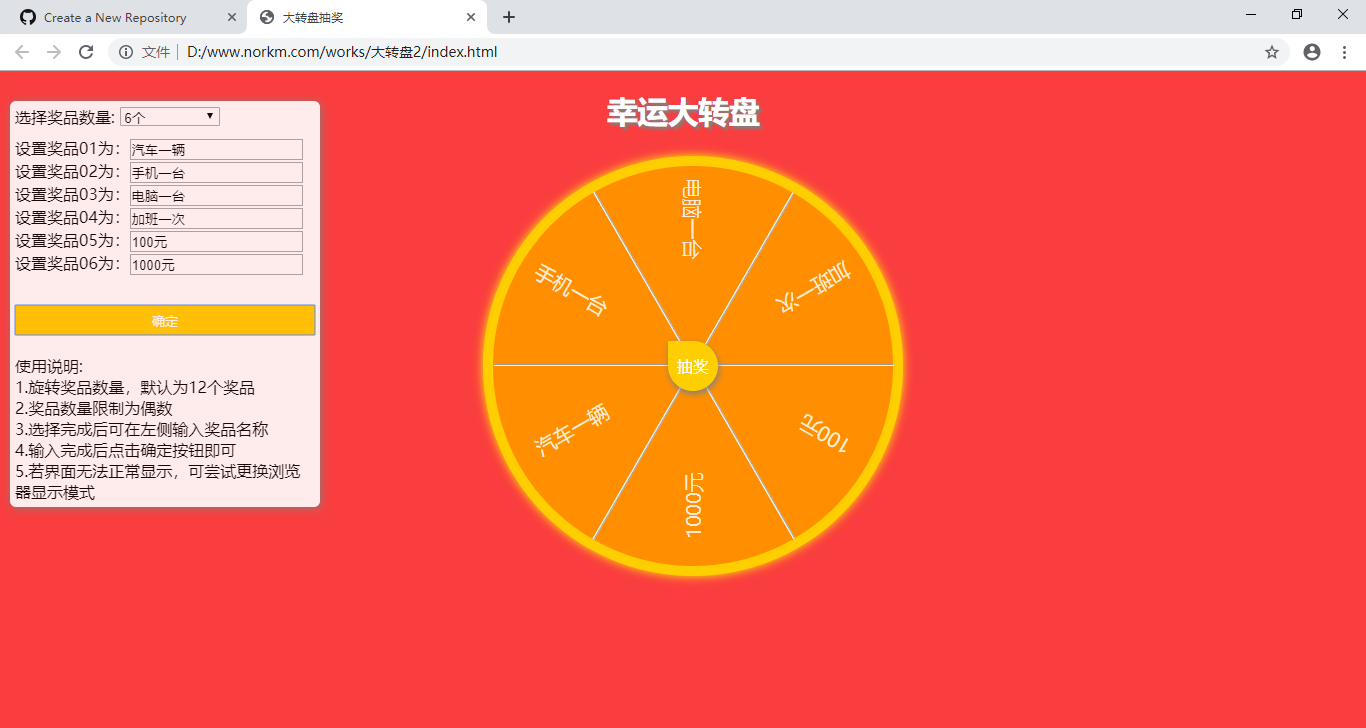 Create a New Repository
大转盘抽奖
文件 D:/www.norkm.com/works/大转盘2/index.html
幸运大转盘
选择奖品数量: 6个
设置奖品01为: 汽车一辆
设置奖品02为: 手机一台
设置奖品03为: 电脑一台
设置奖品04为: 加班一次
设置奖品05为: 100元
设置奖品06为: 1000元
确定
使用说明:
1.旋转奖品数量，默认为12个奖品
2.奖品数量限制为偶数
3.选择完成后可在左侧输入奖品名称
4.输入完成后点击确定按钮即可
5.若界面无法正常显示，可尝试更换浏览
器显示模式
电脑一台
手机一台
加班一次
抽奖
汽车一辆
100元
1000元